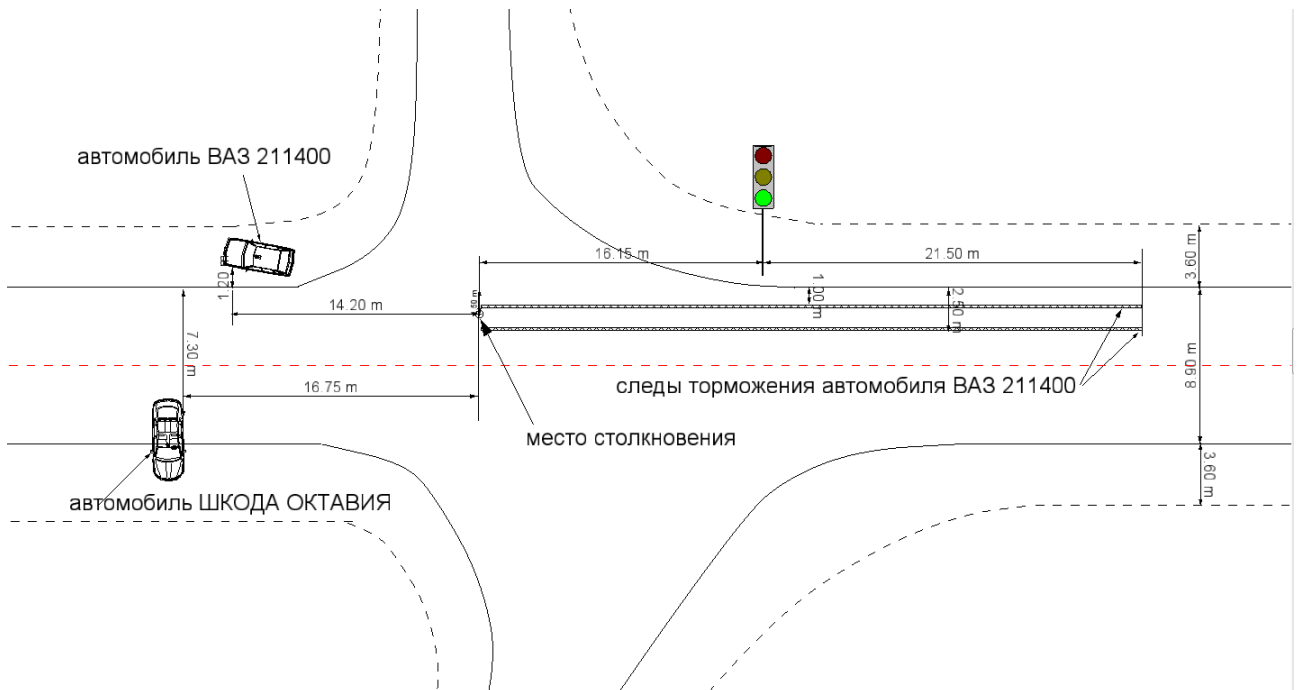 автомобиль ВАЗ 211400
16.15 m
21.50 m
3.60 m
1.20 m
14.20 m
1.00 m
2.50 m
7.30 m
8.90 m
16.75 m
следы торможения автомобиля ВАЗ 211400
место столкновения
3.60 m
автомобиль ШКОДА ОКТАВИЯ